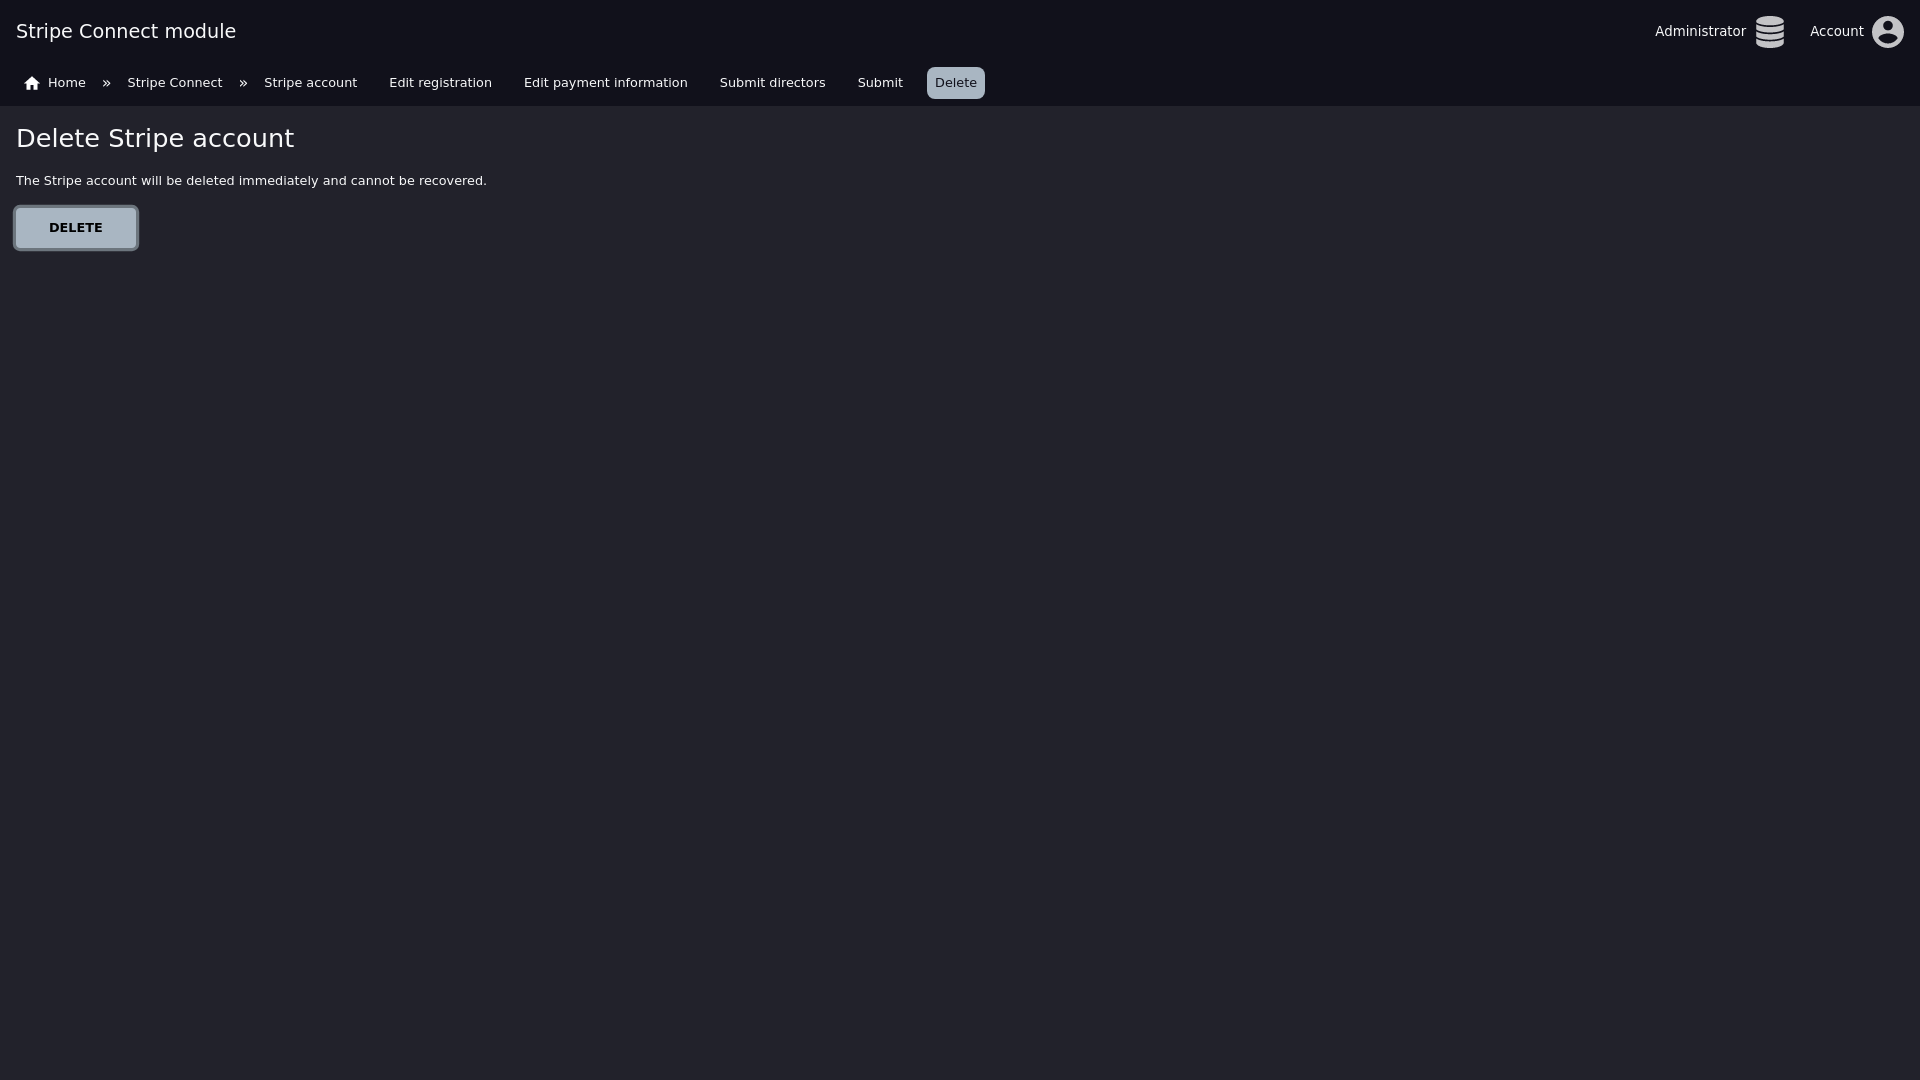 Stripe Connect module
Administrator
Account
Home » Stripe Connect » Stripe account Edit registration Edit payment information Submit directors Submit Delete
Delete Stripe account
The Stripe account will be deleted immediately and cannot be recovered.
DELETE